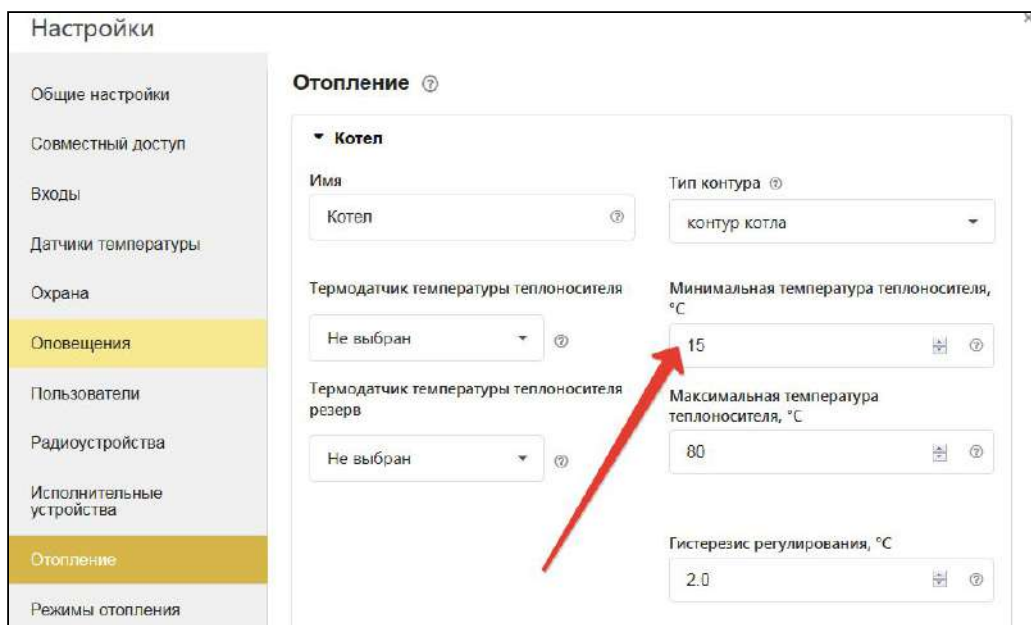 Настройки
Общие настройки
Совместный доступ
Входы
Датчики температуры
Охрана
Оповещения
Пользователи
Радиоустройства
Исполнительные
устройства
Отопление
Режимы отопления
Отопление
Котел
Имя
Котел
Тип контура
контур котла
Термодатчик температуры теплоносителя
Не выбран
Минимальная температура теплоносителя,
°C
15
Термодатчик температуры теплоносителя
резерв
Не выбран
Максимальная температура
теплоносителя, °C
80
Гистерезис регулирования, °C
2.0